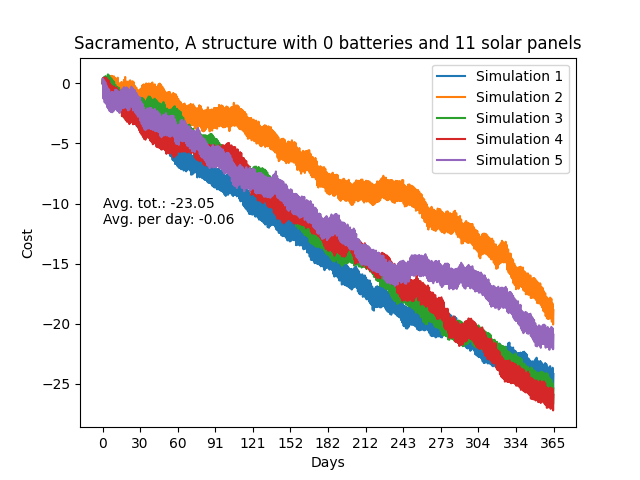 Sacramento, A structure with 0 batteries and 11 solar panels
Simulation 1
Simulation 2
Simulation 3
Simulation 4
Simulation 5
0
−5
−10
−15
−20
−25
Cost
Avg. tot.: -23.05
Avg. per day: -0.06
0 30 60 91 121 152 182 212 243 273 304 334 365
Days